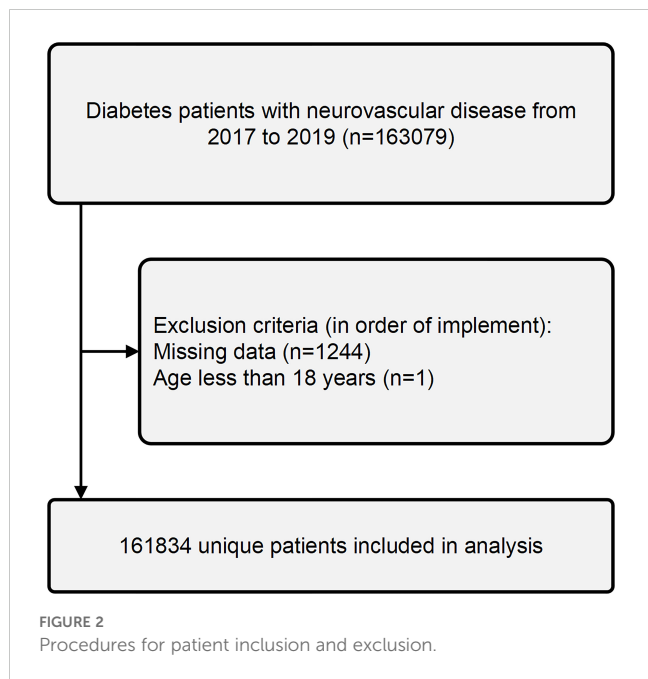 Diabetes patients with neurovascular disease from
2017 to 2019 (n=163079)
Exclusion criteria (in order of implement):
Missing data (n=1244)
Age less than 18 years (n=1)
161834 unique patients included in analysis
FIGURE 2
Procedures for patient inclusion and exclusion.